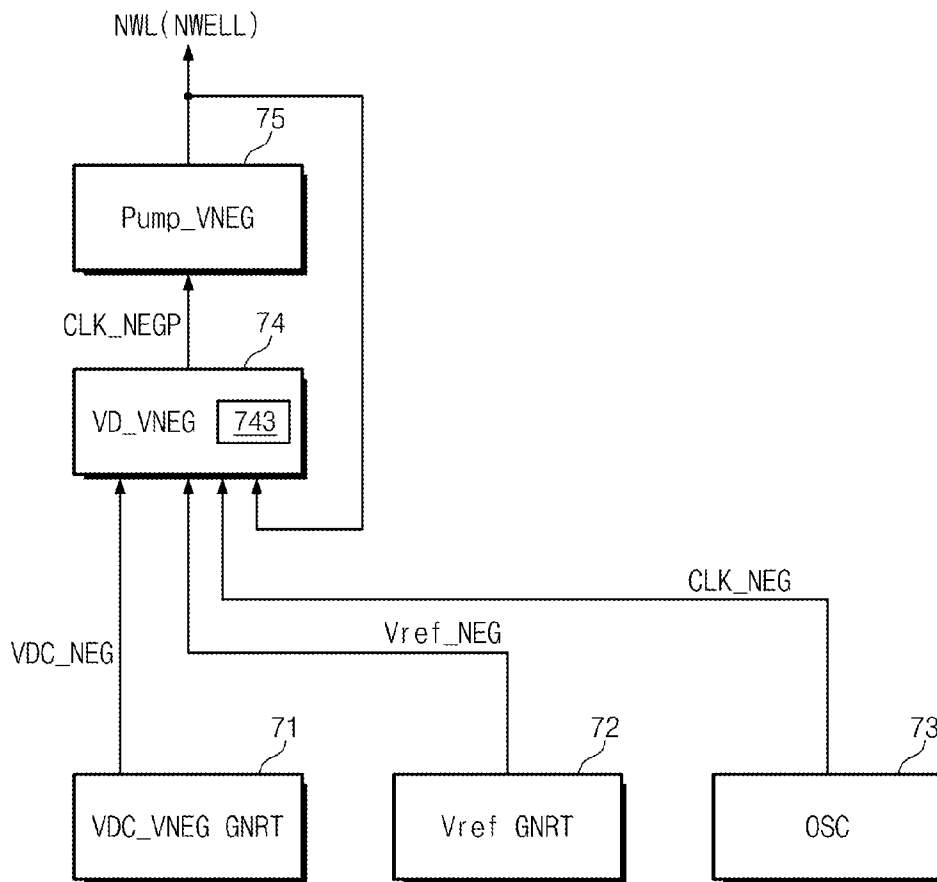 NWL(NWELL)
75
Pump_VNEG
CLK_NEGP
74
VD_VNEG 743
CLK_NEG
Vref_NEG
VDC_NEG
71 72 73
VDC_VNEG GNRT Vref GNRT OSC